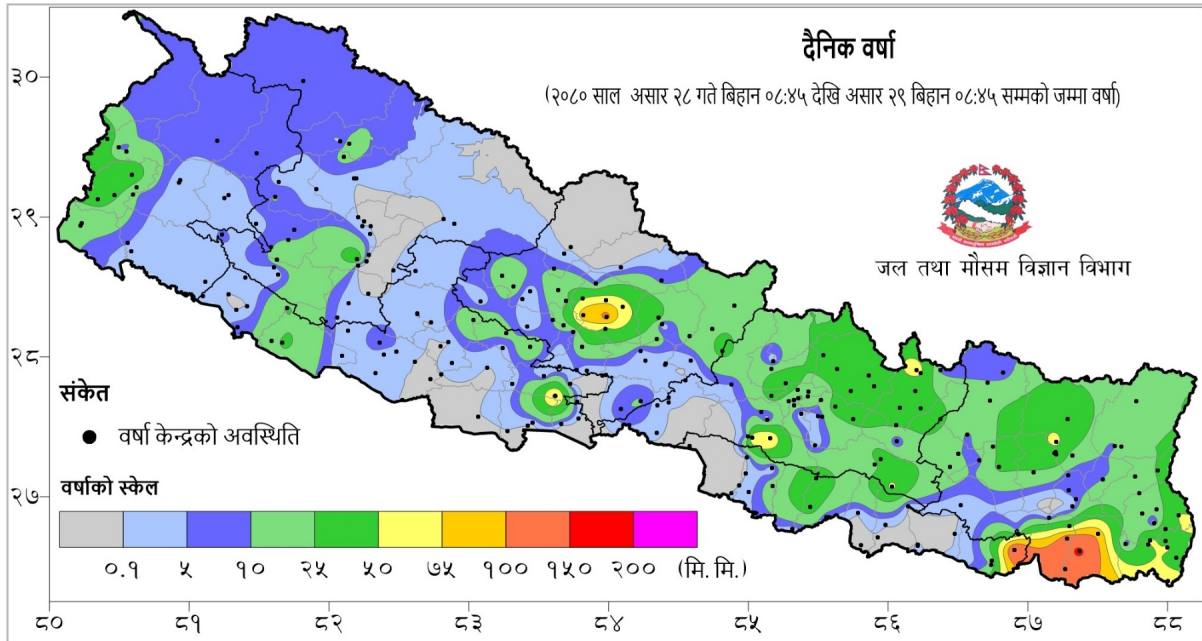 दैनिक वर्षा
(२०८० साल असार २८ गते बिहान ०८:४५ देखि असार २९ बिहान ०८:४५ सम्मको जम्मा वर्षा)
जल तथा मौसम विज्ञान विभाग
३०
२९
२८
२७
संकेत
वर्षा केन्द्रको अवस्थिति
वर्षाको स्केल
०.१ ५ १० २५ ५० ७५ १०० १५० २०० (मि. मि.)
८० ८१ ८२ ८३ ८४ ८५ ८६ ८७ ८८